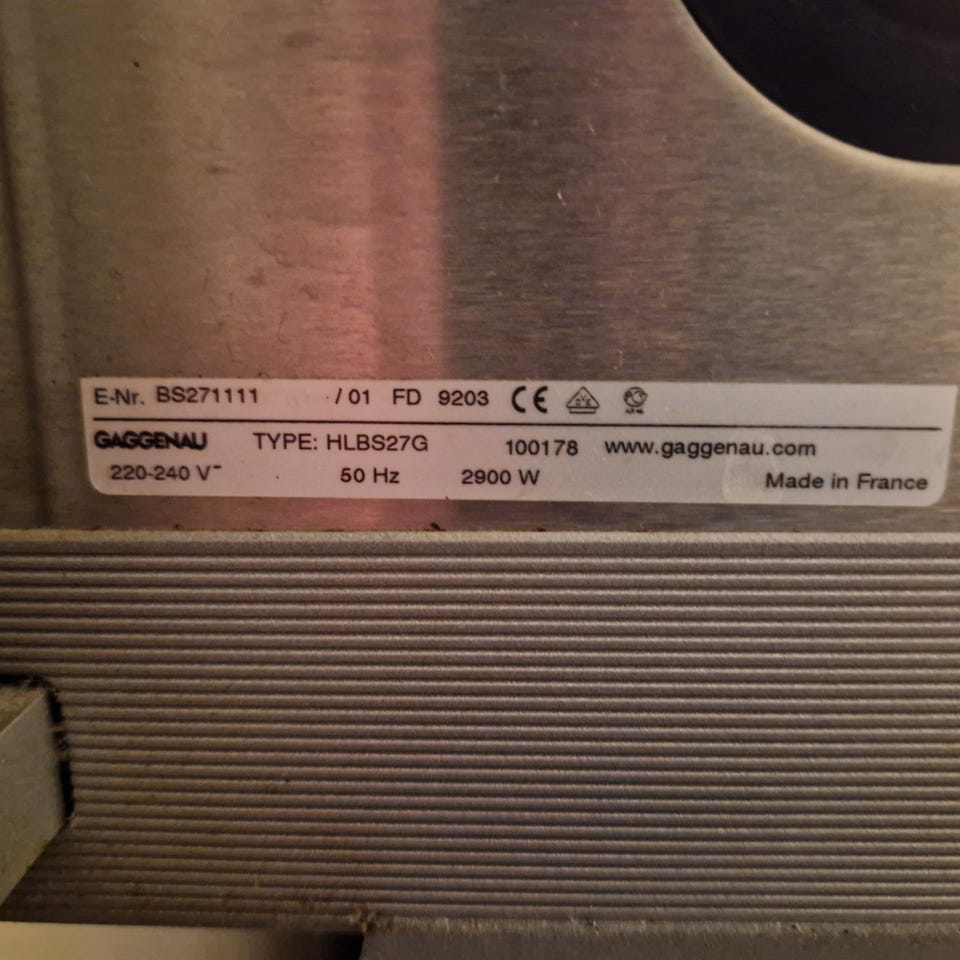 E-Nr. BS271111 / 01 FD 9203 CE
GAGGENAU TYPE: HLBS27G 100178 www.gaggenau.com
220-240 V~ 50 Hz 2900 W Made in France